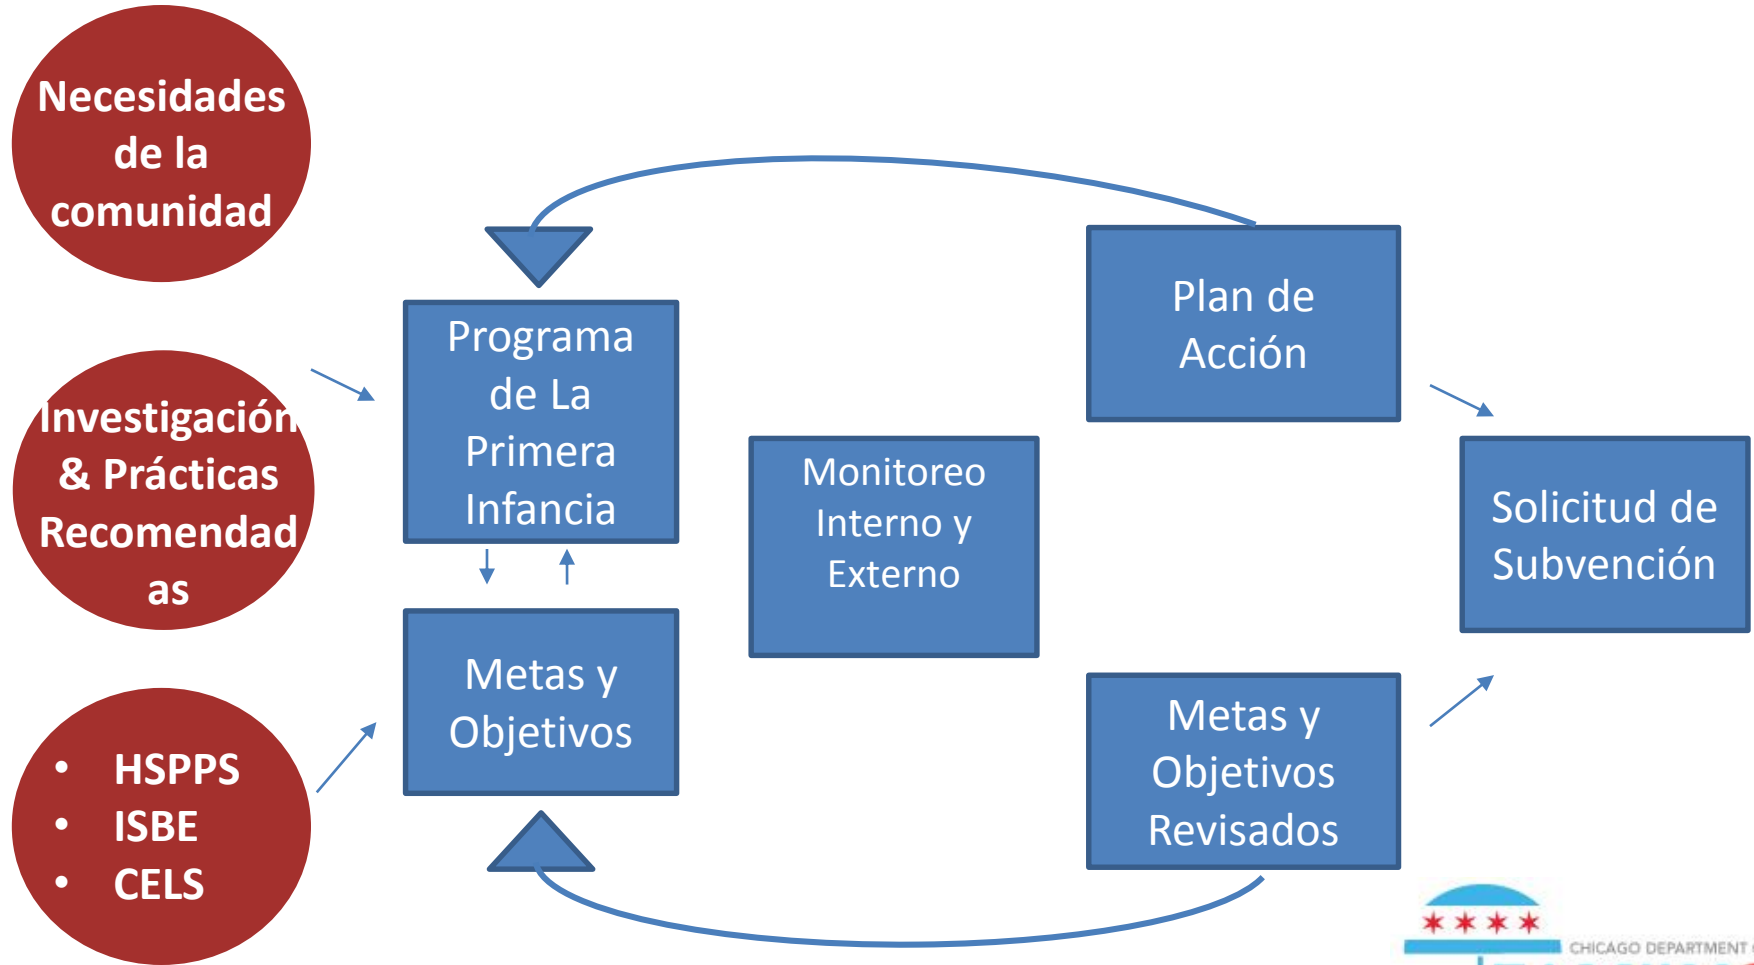 Necesidades
de la
comunidad
Investigación
& Prácticas
Recomendad
as
• HSPPS
• ISBE
• CELS
Programa
de La
Primera
Infancia
Metas y
Objetivos
Monitoreo
Interno y
Externo
Plan de
Acción
Metas y
Objetivos
Revisados
Solicitud de
Subvención
CHICAGO DEPARTMENT